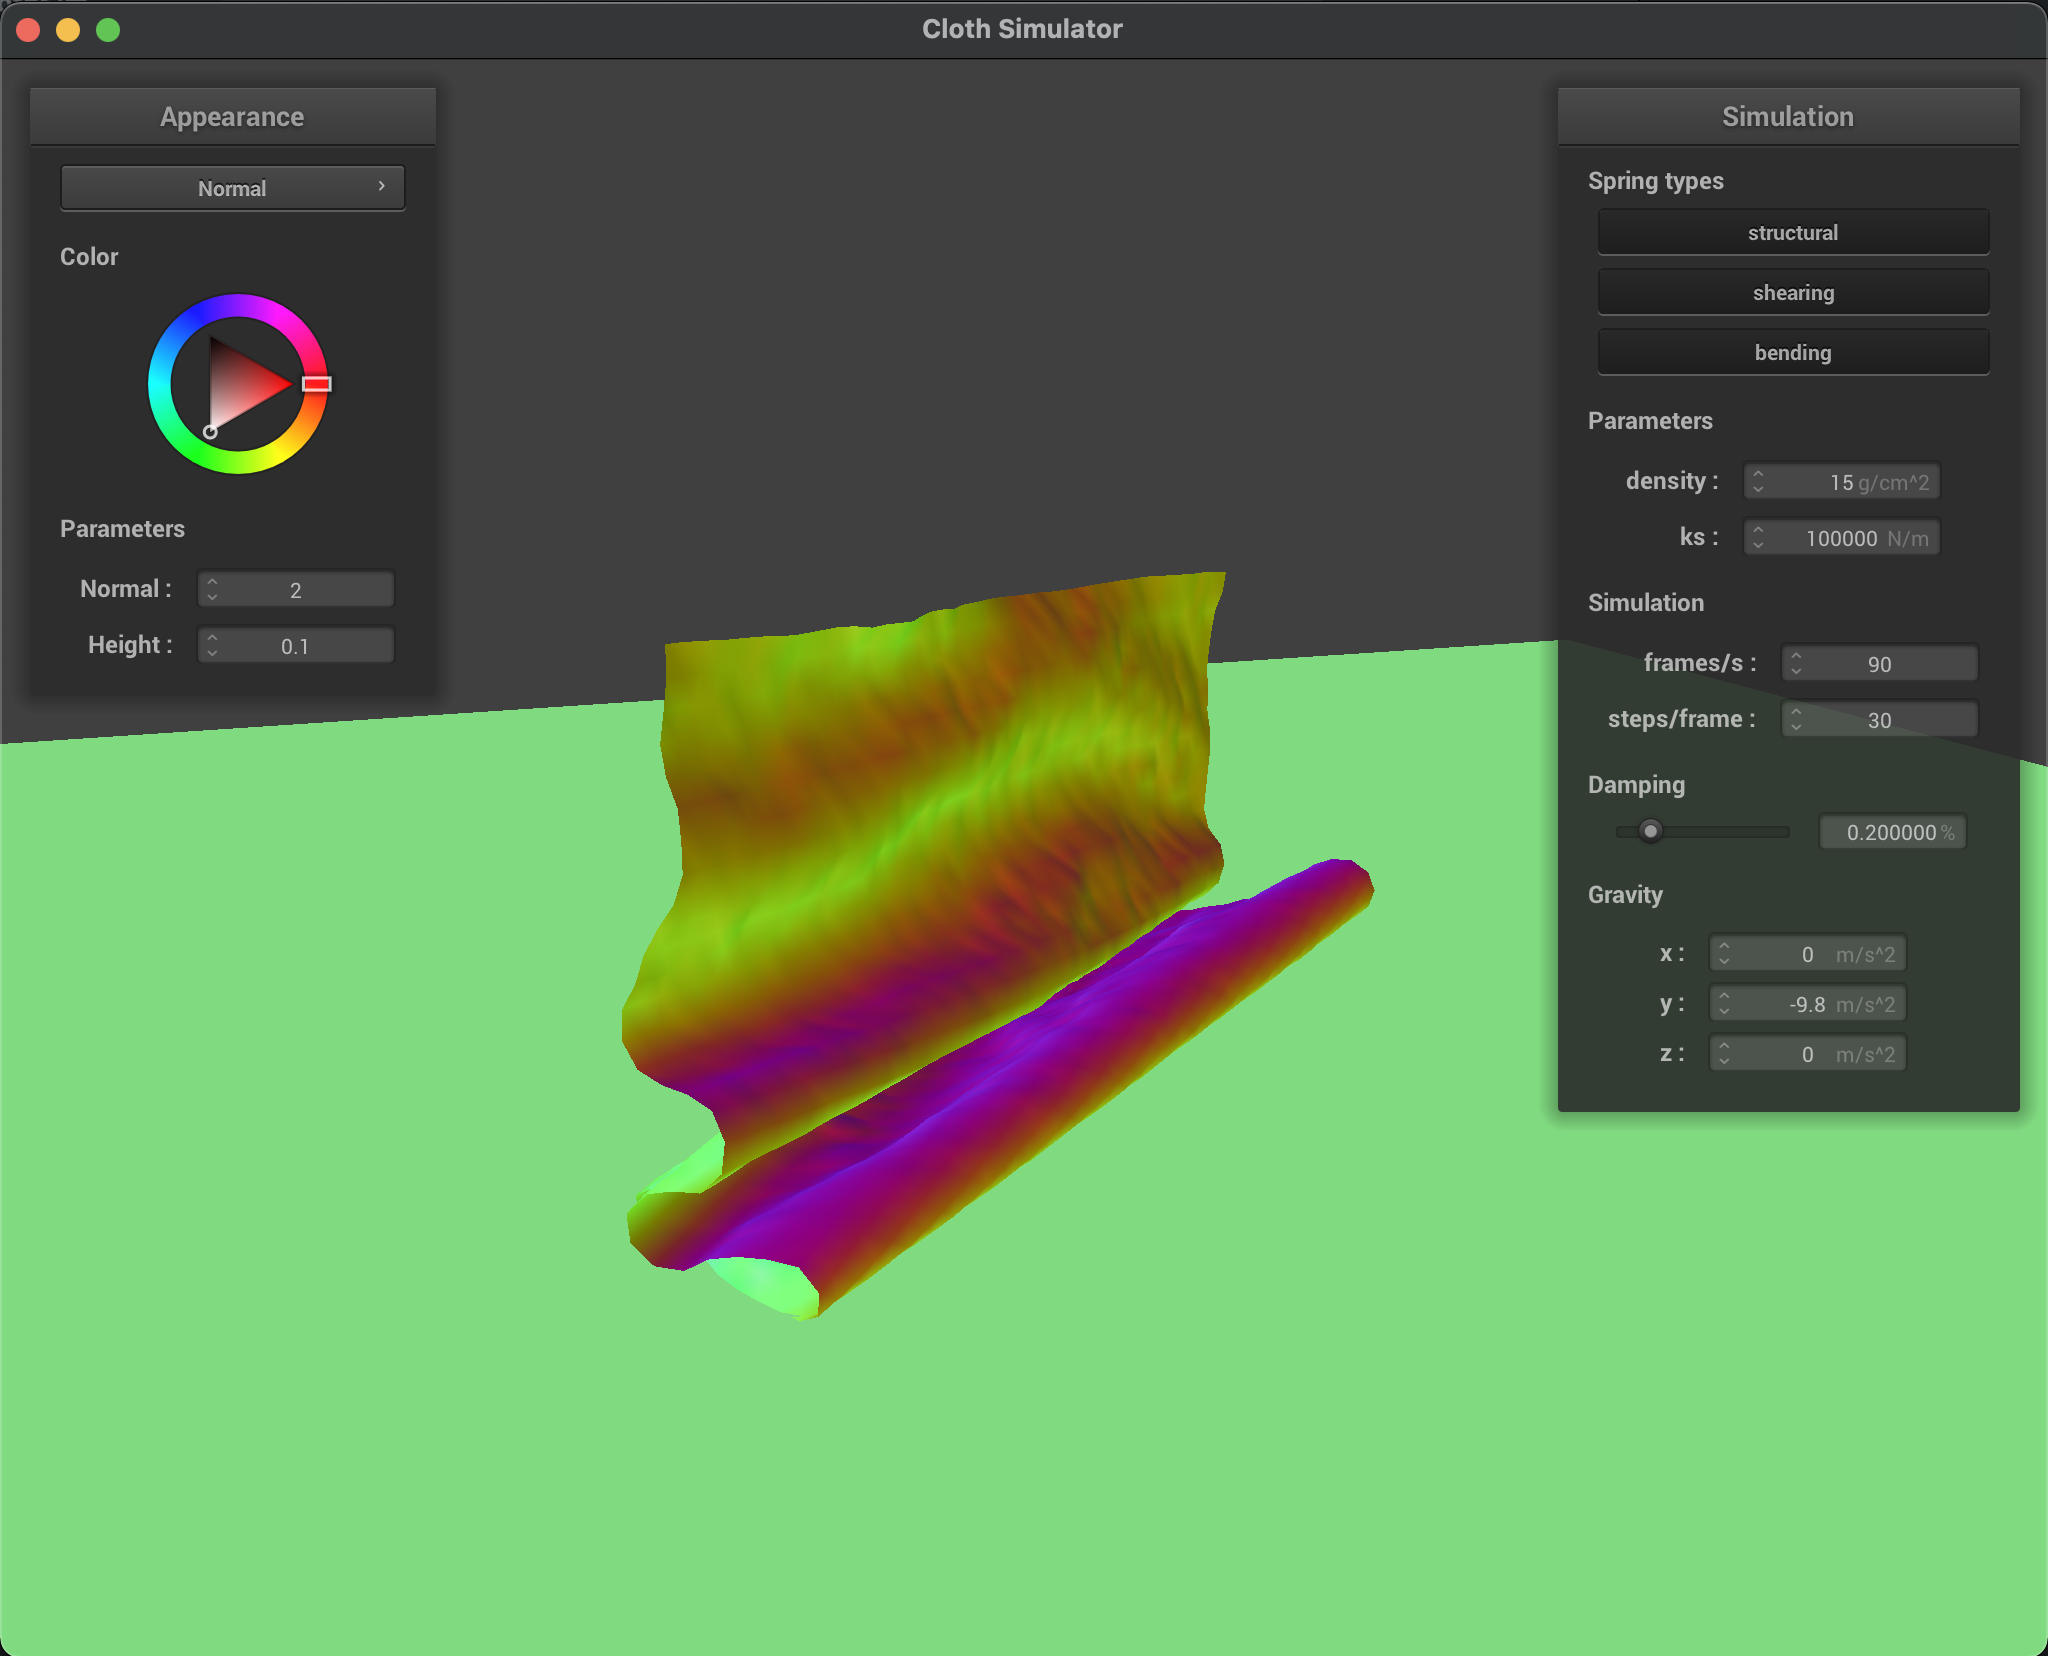 Cloth Simulator
Appearance
Normal
Color
Parameters
Normal : 2
Height : 0.1
Simulation
Spring types
structural
shearing
bending
Parameters
density : 15 g/cm^2
ks : 100000 N/m
Simulation
frames/s : 90
steps/frame : 30
Damping
0.200000 %
Gravity
x : 0 m/s^2
y : -9.8 m/s^2
z : 0 m/s^2